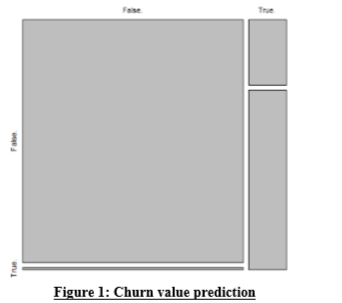 False. True.
False.
True
Figure 1: Churn value prediction